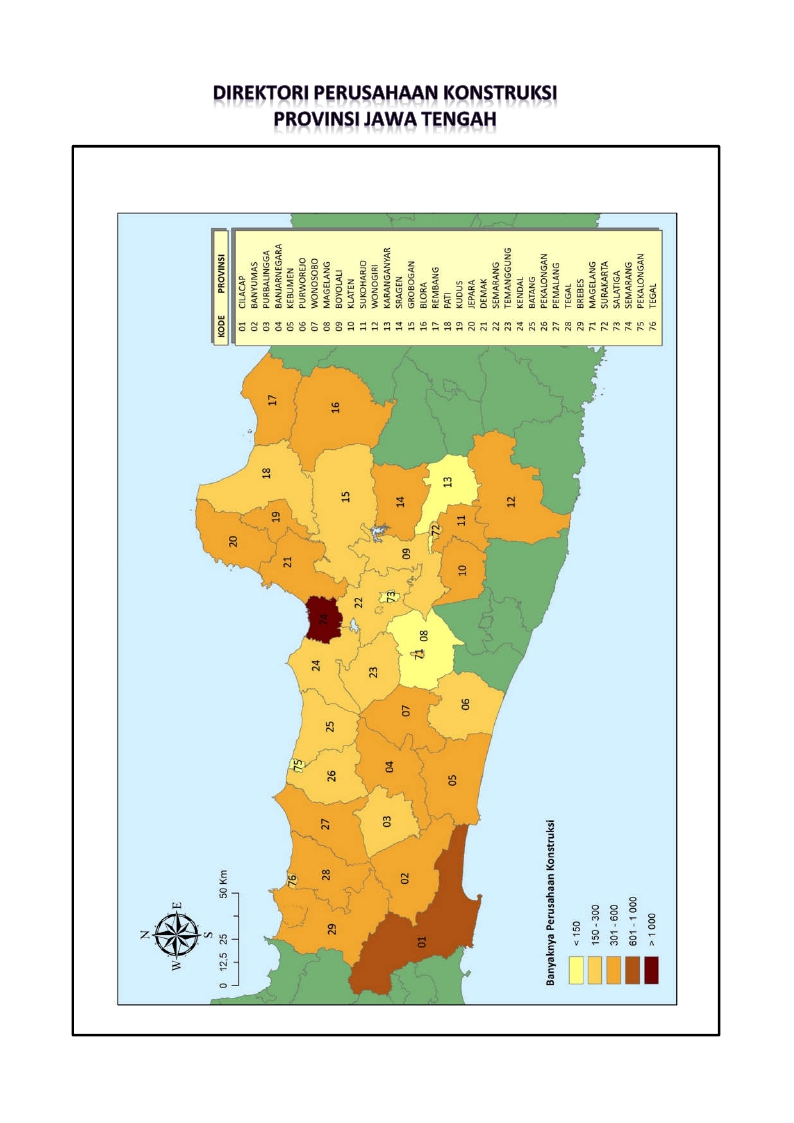 DIREKTORI PERUSAHAAN KONSTRUKSI
PROVINSI JAWA TENGAH
KODE PROVINSI
01 CILACAP
02 BANYUMAS
03 PURBALINGGA
04 BANJARNEGARA
05 KEBUMEN
06 PURWOREJO
07 WONOSOBO
08 MAGELANG
09 BOYOLALI
10 KLATEN
11 SUKOHARJO
12 WONOGIRI
13 KARANGANYAR
14 SRAGEN
15 GROBOGAN
16 BLORA
17 REMBANG
18 PATI
19 KUDUS
20 JEPARA
21 DEMAK
22 SEMARANG
23 TEMANGGUNG
24 KENDAL
25 BATANG
26 PEKALONGAN
27 PEMALANG
28 TEGAL
29 BREBES
71 MAGELANG
72 SURAKARTA
73 SALATIGA
74 SEMARANG
75 PEKALONGAN
76 TEGAL
17
16
18
15
19
20
21
14
13
12
11
72
09
10
22
73
74
08
71
24
23
25
07
06
75
26
04
05
27
03
76
28
02
29
01
N
E
S
W
0 12.5 25 50 Km
Banyaknya Perusahaan Konstruksi
< 150
150 - 300
301 - 600
601 - 1 000
> 1 000